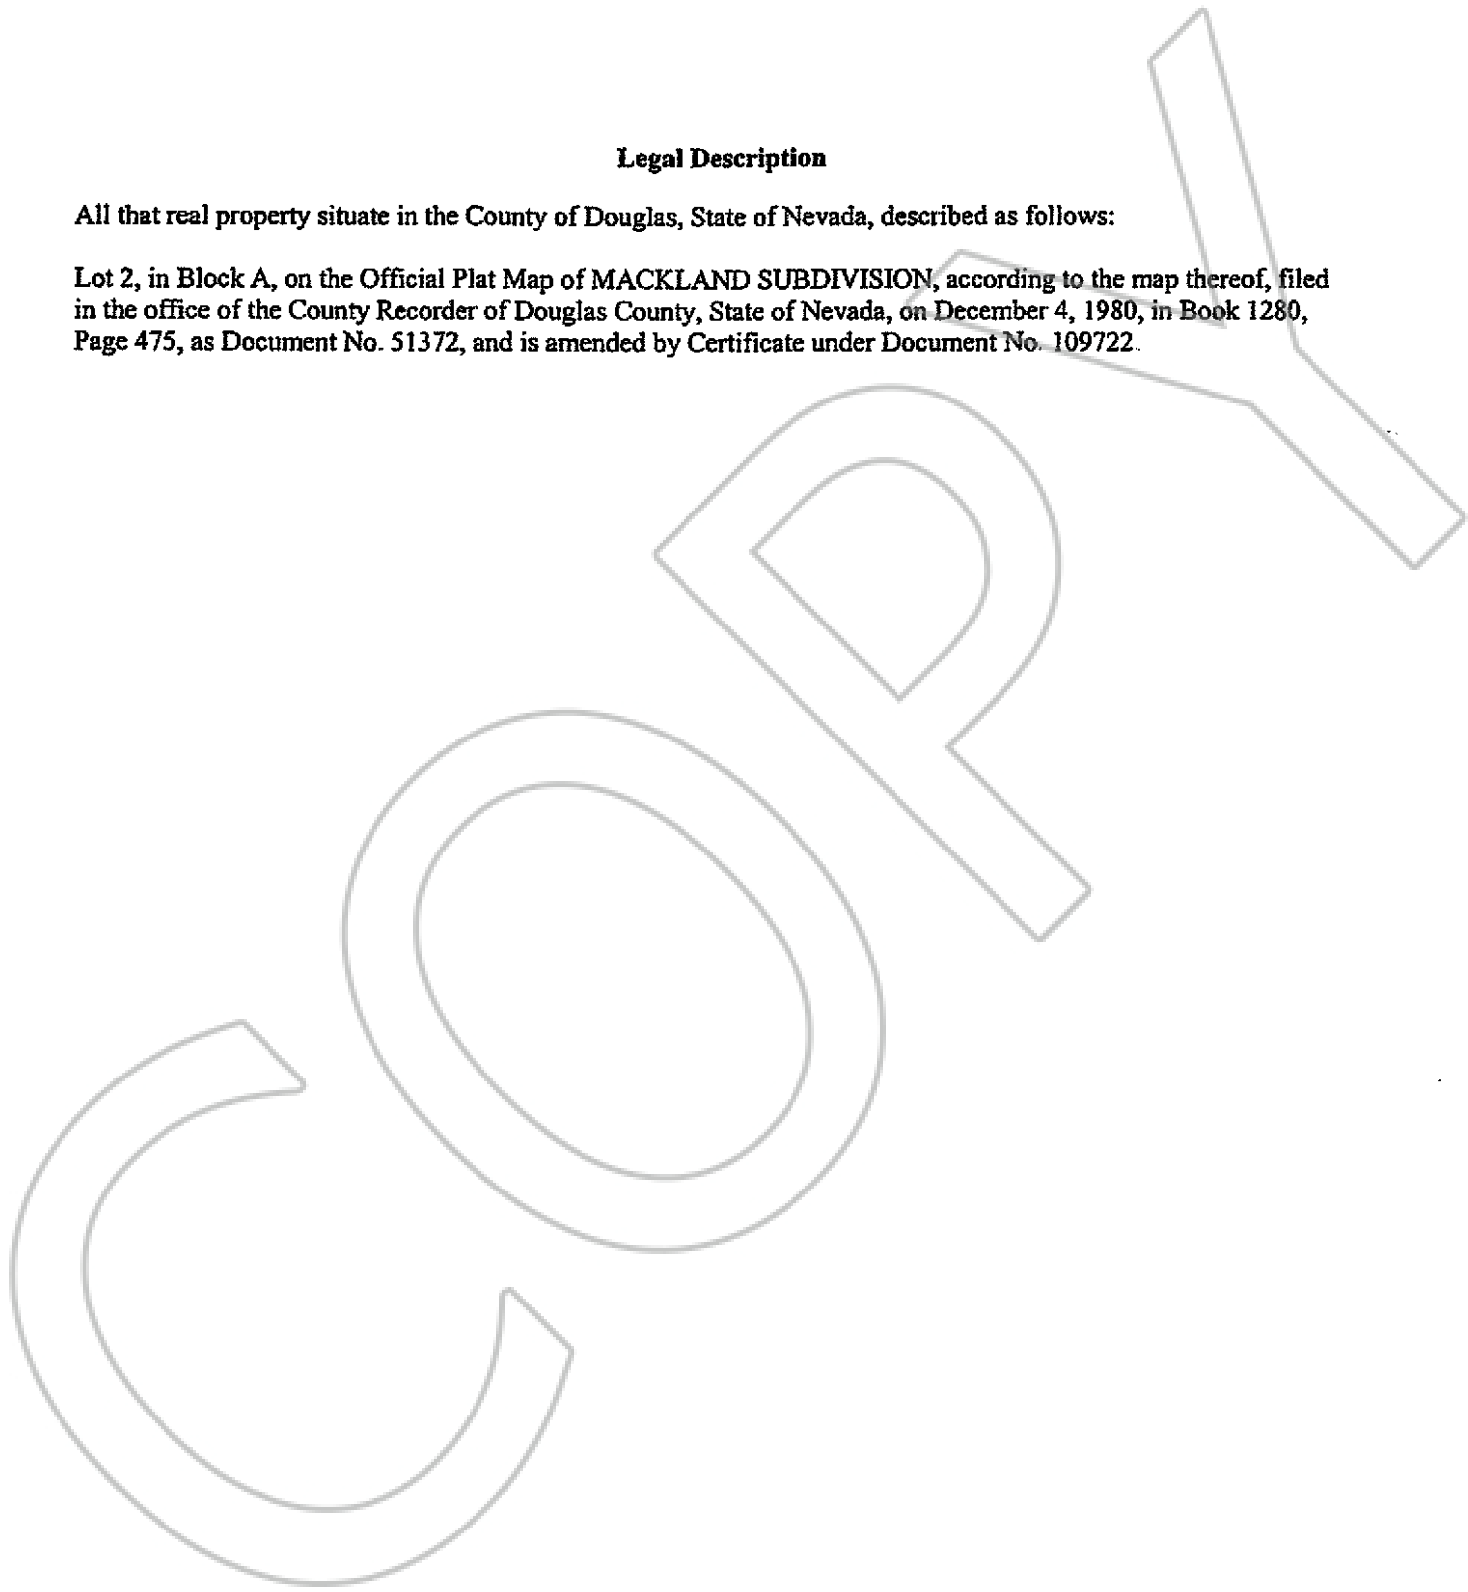 Legal Description
All that real property situate in the County of Douglas, State of Nevada, described as follows:
Lot 2, in Block A, on the Official Plat Map of MACKLAND SUBDIVISION, according to the map thereof, filed
in the office of the County Recorder of Douglas County, State of Nevada, on December 4, 1980, in Book 1280,
Page 475, as Document No. 51372, and is amended by Certificate under Document No. 109722.
COPY